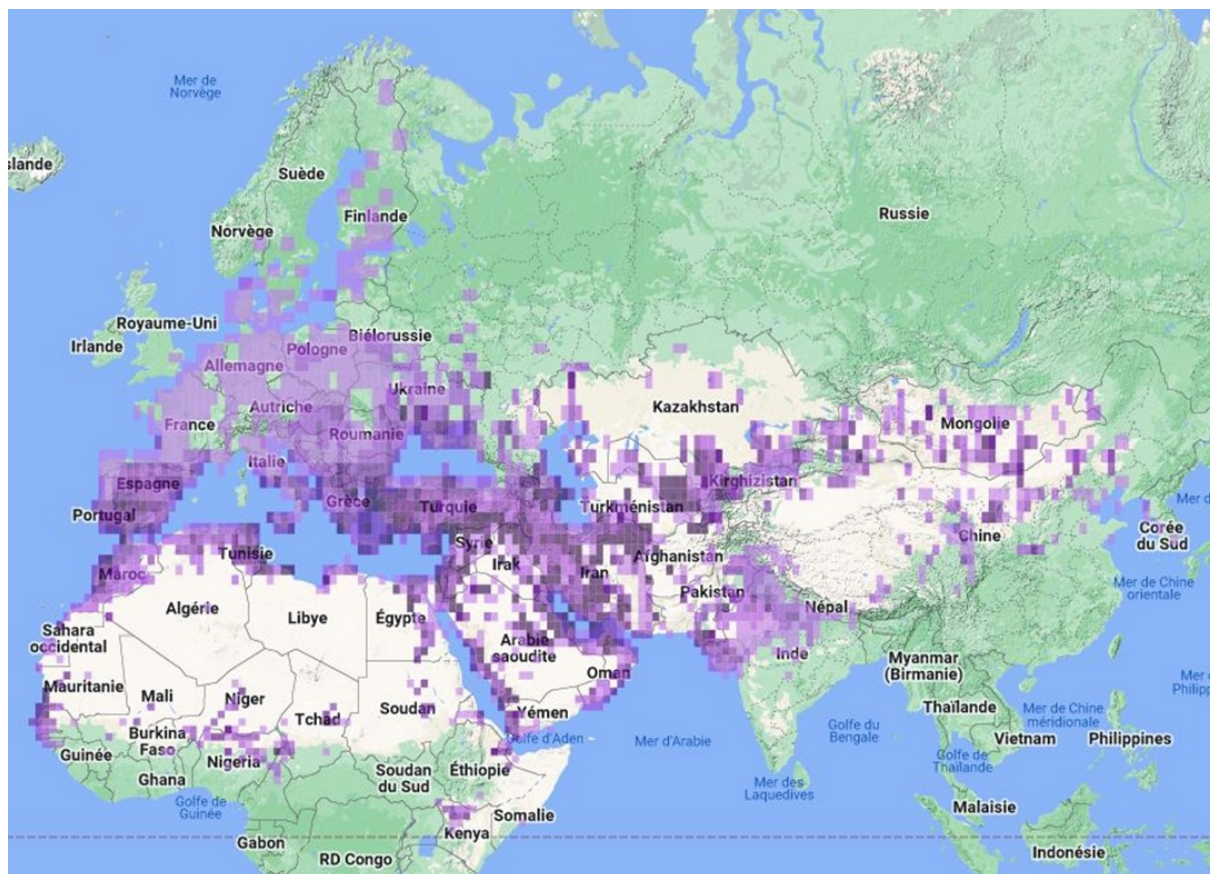 Mer de
Norvège
slande
Suède
Finlande
Norvège
Russie
Royaume-Uni
Irlande
Biélorussie
Pologne
Allemagne
Ukraine
Autriche
Kazakhstan
France
Mongolie
Roumanie
Italie
Espagne
Kirghizistan
Grèce
Turquie
Turkménistan
Portugal
Mer d
Corée
du Sud
Chine
Syrie
Tunisie
Afghanistan
Irak
Iran
Maroc
Pakistan
Mer de Chine
orientale
Népal
Algérie
Libye
Égypte
Sahara
occidental
Arabie
saoudite
Inde
Oman
Myanmar
(Birmanie)
Mer
Philipp
Mauritanie
Mali
Niger
Tchad
Soudan
Yémen
Thaïlande
Mer de Chine
méridionale
Golfe du
Bengale
Burkina
Faso
Golfe d'Aden
Mer d'Arabie
Vietnam
Philippines
Guinée
Nigeria
Golfe de
Thaïlande
Ghana
Soudan
du Sud
Éthiopie
Mer des
Laquedives
Golfe de
Guinée
Malaisie
Somalie
Kenya
Gabon
RD Congo
Indonésie